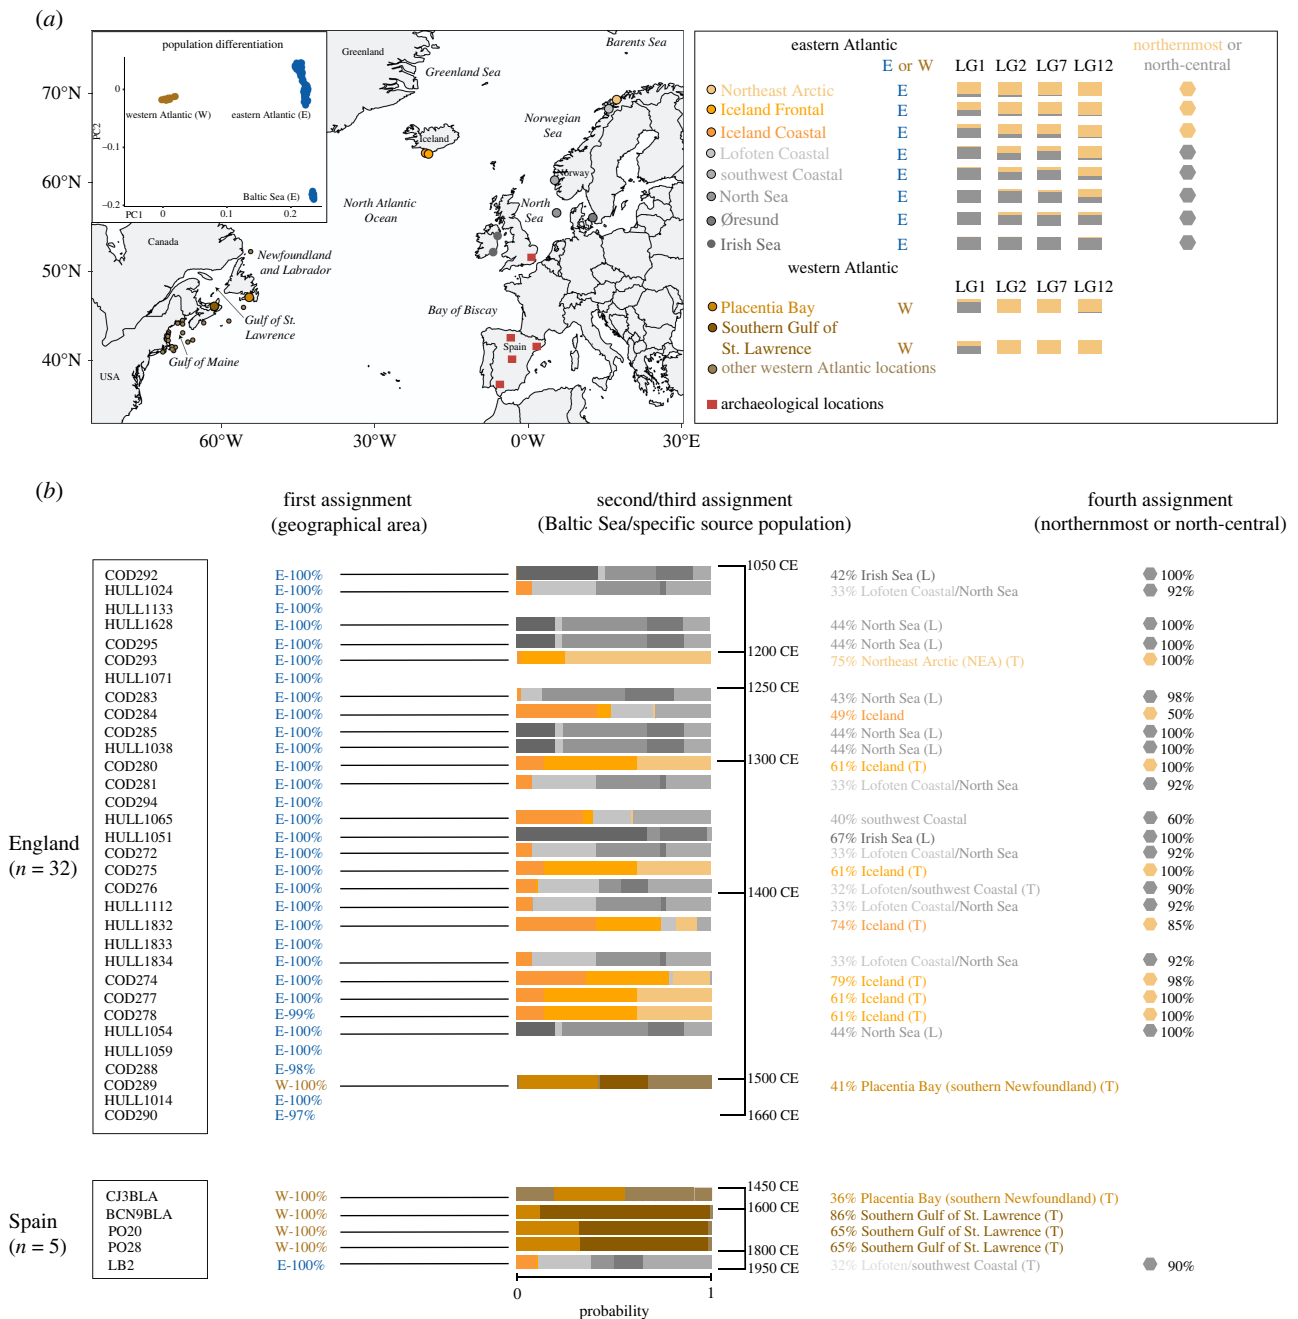 (a)
population differentiation
0
−0.1
−0.2
PC2
western Atlantic (W)
eastern Atlantic (E)
Baltic Sea (E)
PC1
0
0.1
0.2
Greenland
Greenland Sea
Barents Sea
Norwegian
Sea
Iceland
Norway
North
Sea
North Atlantic
Ocean
Canada
Newfoundland
and Labrador
Gulf of St.
Lawrence
Gulf of Maine
USA
Bay of Biscay
Spain
70°N
60°N
50°N
40°N
60°W
30°W
0°W
30°E
eastern Atlantic
northernmost or
north-central
E or W LG1 LG2 LG7 LG12
Northeast Arctic E
Iceland Frontal E
Iceland Coastal E
Lofoten Coastal E
southwest Coastal E
North Sea E
Øresund E
Irish Sea E
western Atlantic
LG1 LG2 LG7 LG12
Placentia Bay W
Southern Gulf of
St. Lawrence W
other western Atlantic locations
archaeological locations
(b)
first assignment
(geographical area)
second/third assignment
(Baltic Sea/specific source population)
fourth assignment
(northernmost or north-central)
England
(n = 32)
COD292 E-100% 1050 CE 42% Irish Sea (L) 100%
HULL1024 E-100% 33% Lofoten Coastal/North Sea 92%
HULL1133 E-100%
HULL1628 E-100% 44% North Sea (L) 100%
COD295 E-100% 44% North Sea (L) 100%
COD293 E-100% 1200 CE 75% Northeast Arctic (NEA) (T) 100%
HULL1071 E-100% 1250 CE
COD283 E-100% 43% North Sea (L) 98%
COD284 E-100% 49% Iceland 50%
COD285 E-100% 44% North Sea (L) 100%
HULL1038 E-100% 44% North Sea (L) 100%
COD280 E-100% 1300 CE 61% Iceland (T) 100%
COD281 E-100% 33% Lofoten Coastal/North Sea 92%
COD294 E-100%
HULL1065 E-100% 40% southwest Coastal 60%
HULL1051 E-100% 67% Irish Sea (L) 100%
COD272 E-100% 33% Lofoten Coastal/North Sea 92%
COD275 E-100% 61% Iceland (T) 100%
COD276 E-100% 1400 CE 32% Lofoten/southwest Coastal (T) 90%
HULL1112 E-100% 33% Lofoten Coastal/North Sea 92%
HULL1832 E-100% 74% Iceland (T) 85%
HULL1833 E-100%
HULL1834 E-100% 33% Lofoten Coastal/North Sea 92%
COD274 E-100% 79% Iceland (T) 98%
COD277 E-100% 61% Iceland (T) 100%
COD278 E-99% 61% Iceland (T) 100%
HULL1054 E-100% 44% North Sea (L) 100%
HULL1059 E-100%
COD288 E-98%
COD289 W-100% 1500 CE 41% Placentia Bay (southern Newfoundland) (T)
HULL1014 E-100%
COD290 E-97% 1660 CE
Spain
(n = 5)
CJ3BLA W-100% 1450 CE 36% Placentia Bay (southern Newfoundland) (T)
BCN9BLA W-100% 1600 CE 86% Southern Gulf of St. Lawrence (T)
PO20 W-100% 65% Southern Gulf of St. Lawrence (T)
PO28 W-100% 1800 CE 65% Southern Gulf of St. Lawrence (T)
LB2 E-100% 1950 CE 32% Lofoten/southwest Coastal (T) 90%
0
1
probability